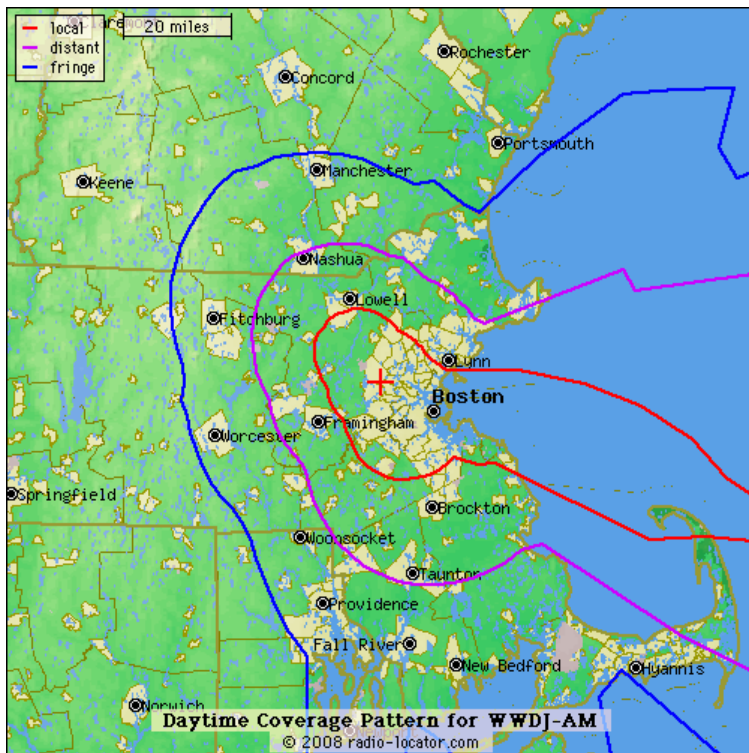 Claremont
local
distant
fringe
20 miles
Rochester
Concord
Portsmouth
Manchester
Keene
Nashua
Lowell
Fitchburg
Lynn
Boston
Framingham
Worcester
Springfield
Brockton
Woonsocket
Taunton
Providence
Fall River
New Bedford
Hyannis
Norwich
Daytime Coverage Pattern for WWDJ-AM
© 2008 radio-locator.com